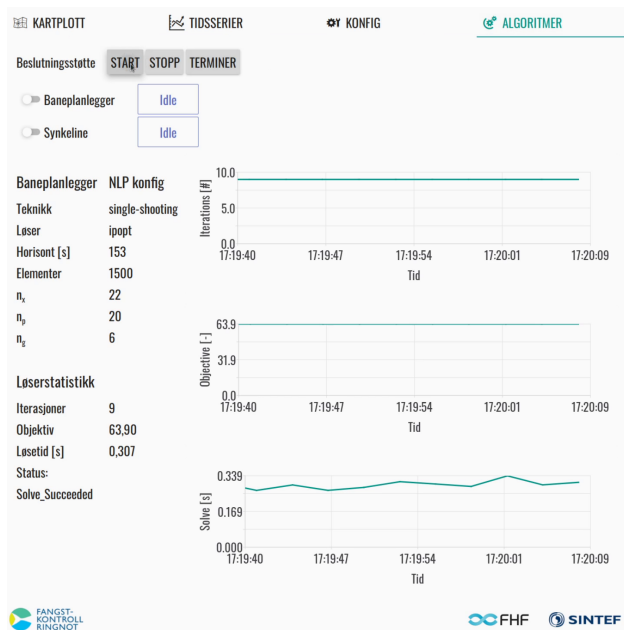 KARTPLOTT TIDSSERIER KONFIG ALGORITMER
Beslutningsstøtte START STOPP TERMINER
Baneplanlegger Idle
Synkeline Idle
Baneplanlegger NLP konfig
Teknikk single-shooting
Løser ipopt
Horisont [s] 153
Elementer 1500
nₓ 22
nₚ 20
n_g 6
Løserstatistikk
Iterasjoner 9
Objektiv 63,90
Løsetid [s] 0,307
Status:
Solve_Succeeded
Iterations [#]
10.0
5.0
0.0
17:19:40 17:19:47 17:19:54 17:20:01 17:20:09
Tid
Objective [-]
63.9
31.9
0.0
17:19:40 17:19:47 17:19:54 17:20:01 17:20:09
Tid
Solve [s]
0.339
0.169
0.000
17:19:40 17:19:47 17:19:54 17:20:01 17:20:09
Tid
FANGST-
KONTROLL
RINGNOT
FHF SINTEF